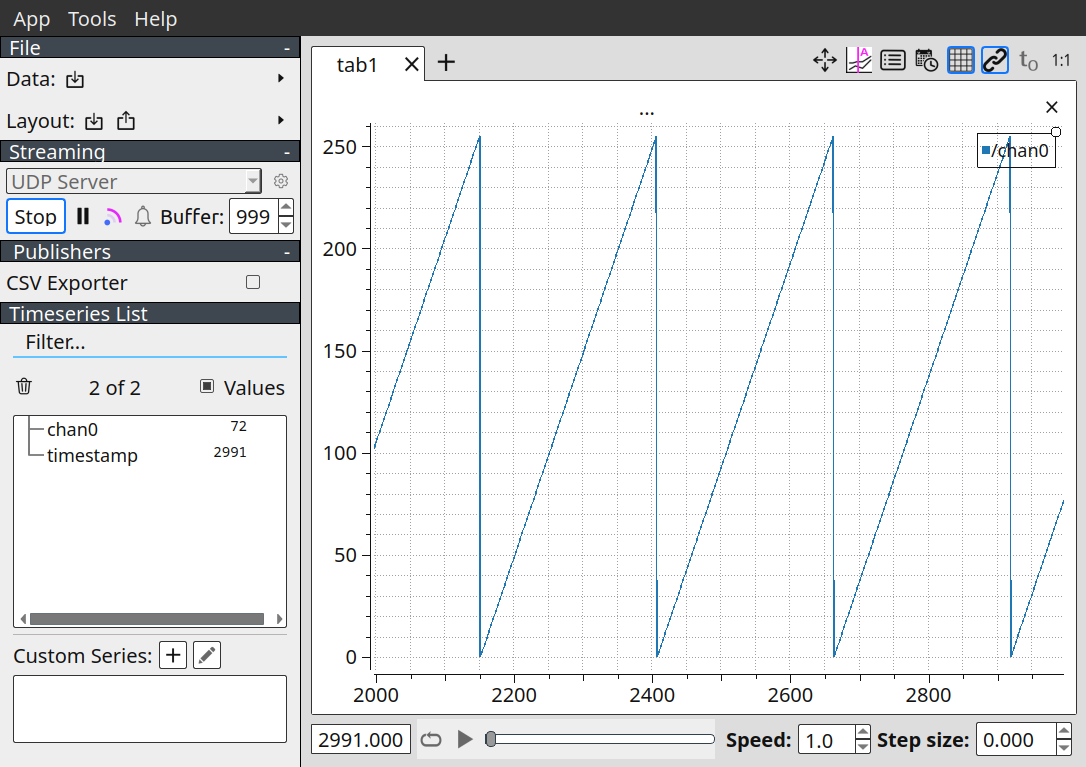 App Tools Help
File -
Data:
Layout:
Streaming -
UDP Server
Stop Buffer: 999
Publishers -
CSV Exporter
Timeseries List
Filter...
2 of 2 Values
chan0 72
timestamp 2991
Custom Series:
tab1
A
t0 1:1
...
/chan0
250
200
150
100
50
0
2000 2200 2400 2600 2800
2991.000 Speed: 1.0 Step size: 0.000